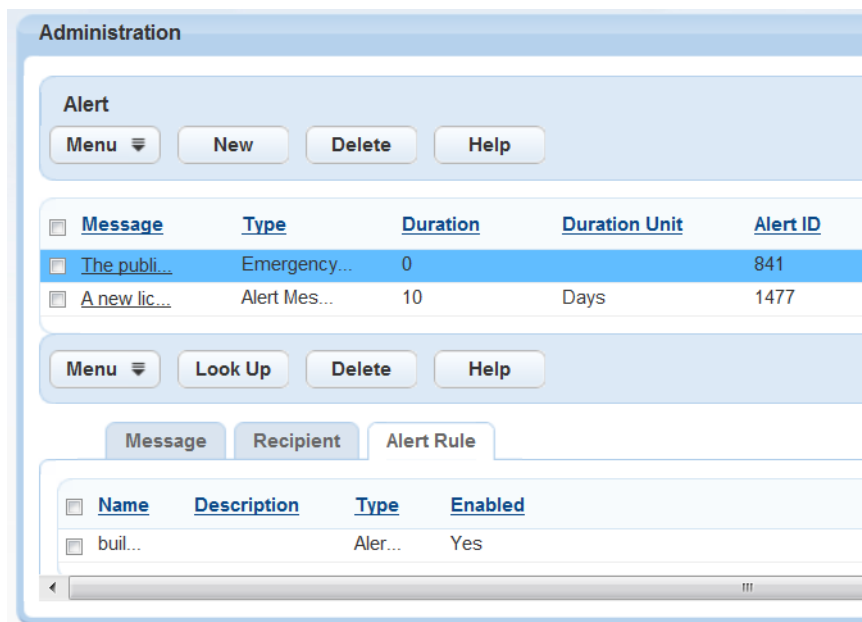 Administration
Alert
Menu New Delete Help
Message Type Duration Duration Unit Alert ID
The publi... Emergency... 0 841
A new lic... Alert Mes... 10 Days 1477
Menu Look Up Delete Help
Message Recipient Alert Rule
Name Description Type Enabled
buil... Aler... Yes